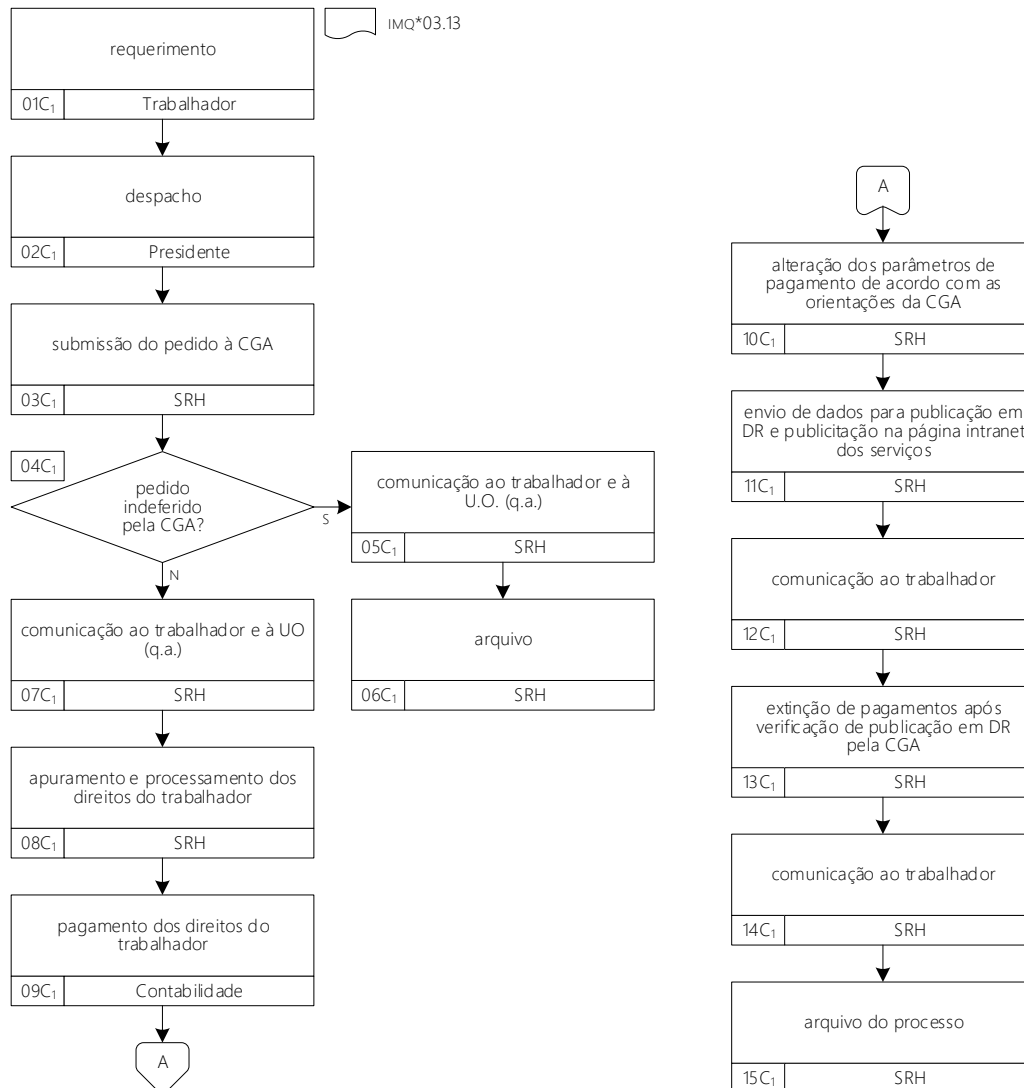 requerimento
01C₁ Trabalhador
IMQ*03.13
despacho
02C₁ Presidente
submissão do pedido à CGA
03C₁ SRH
04C₁
pedido
indeferido
pela CGA?
S
N
comunicação ao trabalhador e à
U.O. (q.a.)
05C₁ SRH
arquivo
06C₁ SRH
comunicação ao trabalhador e à UO
(q.a.)
07C₁ SRH
apuramento e processamento dos
direitos do trabalhador
08C₁ SRH
pagamento dos direitos do
trabalhador
09C₁ Contabilidade
A
A
alteração dos parâmetros de
pagamento de acordo com as
orientações da CGA
10C₁ SRH
envio de dados para publicação em
DR e publicitação na página intranet
dos serviços
11C₁ SRH
comunicação ao trabalhador
12C₁ SRH
extinção de pagamentos após
verificação de publicação em DR
pela CGA
13C₁ SRH
comunicação ao trabalhador
14C₁ SRH
arquivo do processo
15C₁ SRH